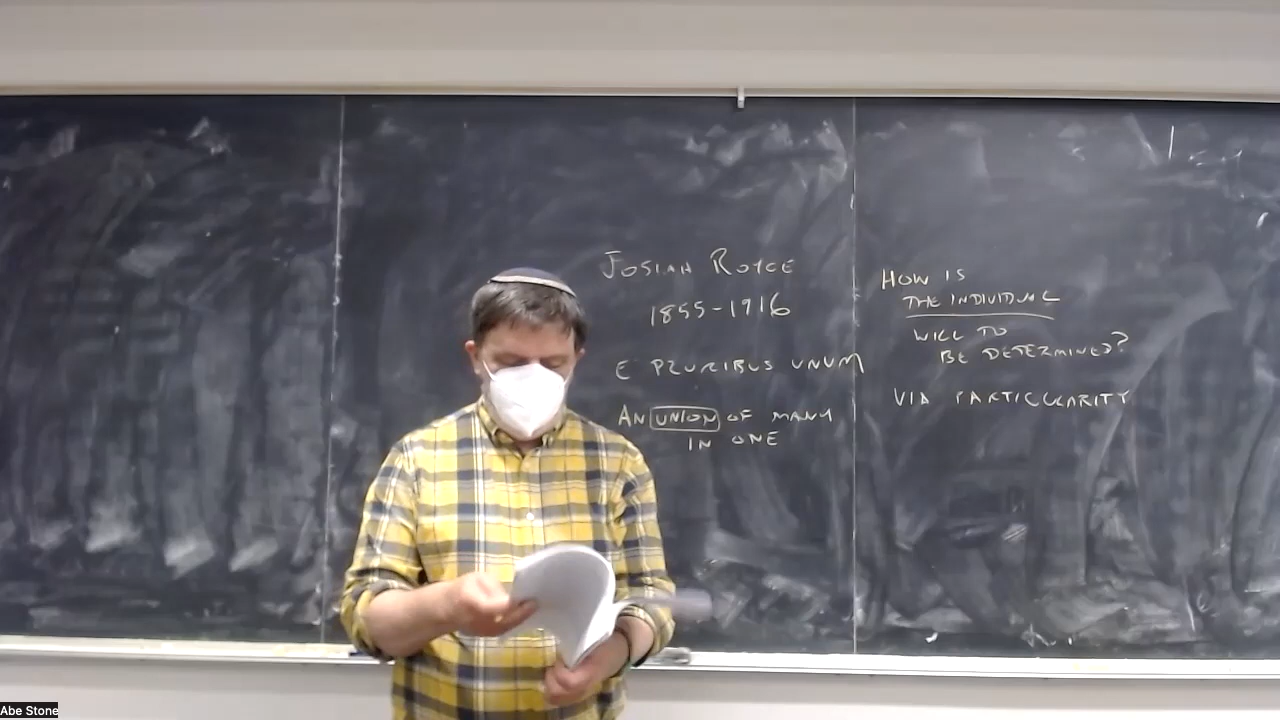 JOSIAH ROYCE
1855-1916
E PLURIBUS UNUM
AN UNION OF MANY
IN ONE
HOW IS
THE INDIVIDUAL
WILL TO
BE DETERMINED?
VIA PARTICULARITY
Abe Stone